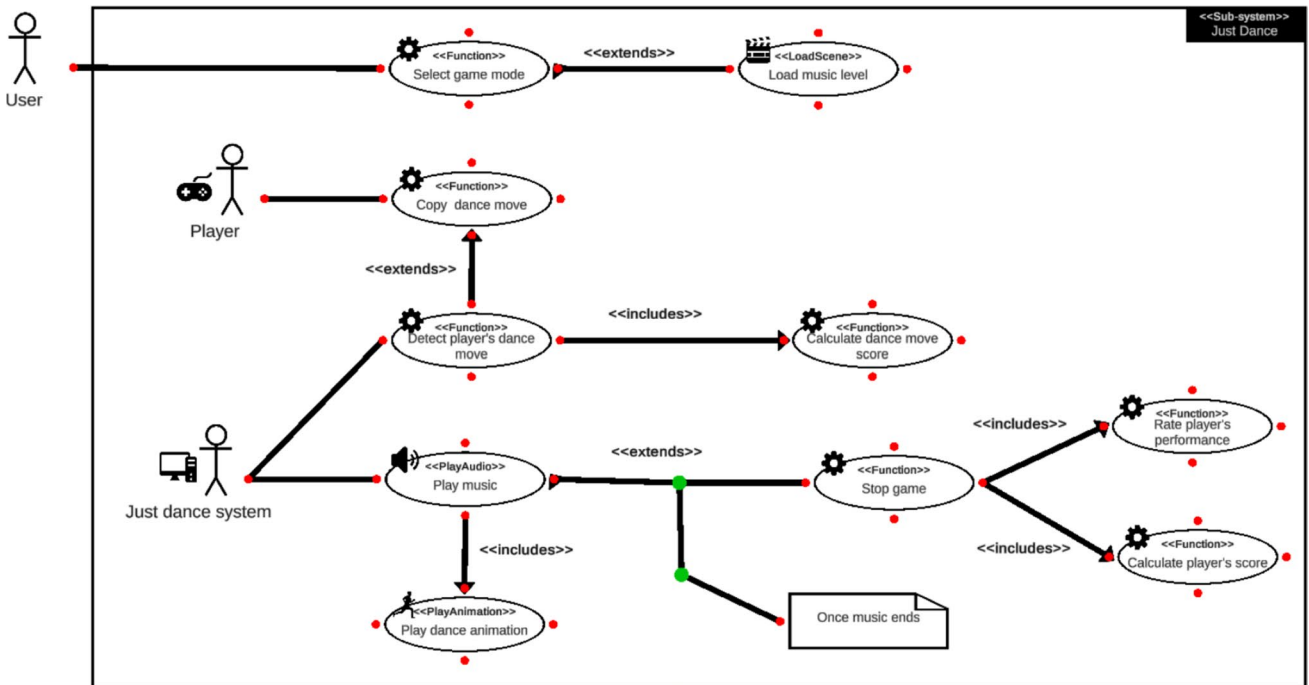 <<Sub-system>>
Just Dance
User
<<Function>>
Select game mode
<<extends>>
<<LoadScene>>
Load music level
Player
<<Function>>
Copy dance move
<<extends>>
<<Function>>
Detect player's dance
move
<<includes>>
<<Function>>
Calculate dance move
score
Just dance system
<<PlayAudio>>
Play music
<<extends>>
<<Function>>
Stop game
<<includes>>
<<Function>>
Rate player's
performance
<<includes>>
<<Function>>
Calculate player's score
<<includes>>
<<PlayAnimation>>
Play dance animation
Once music ends